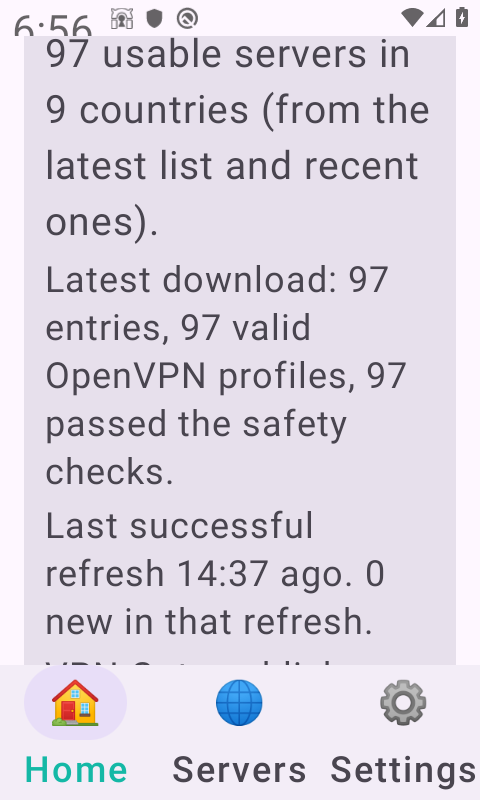 6:56
97 usable servers in
9 countries (from the
latest list and recent
ones).
Latest download: 97
entries, 97 valid
OpenVPN profiles, 97
passed the safety
checks.
Last successful
refresh 14:37 ago. 0
new in that refresh.
Home Servers Settings